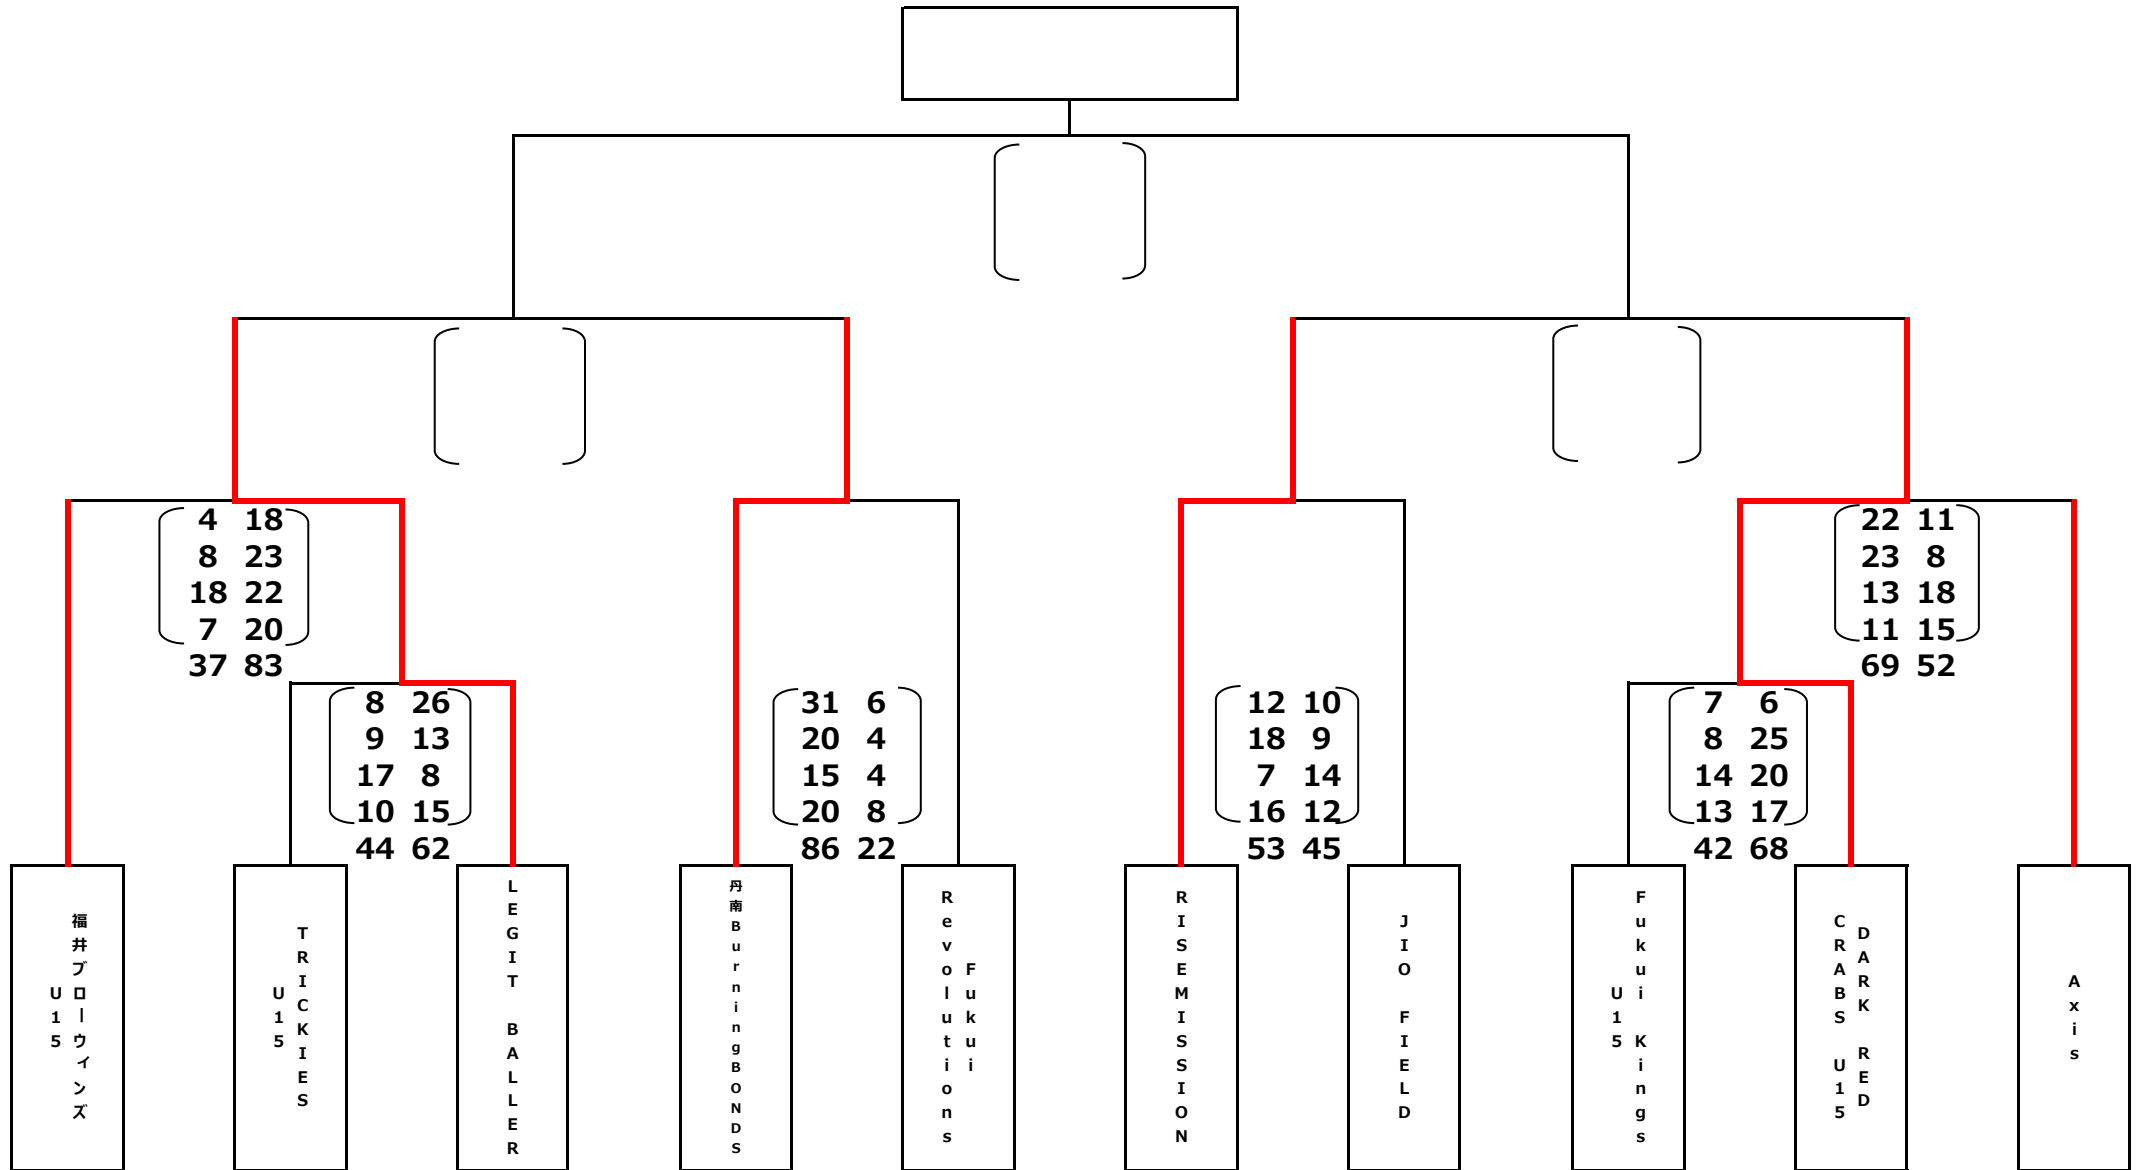 4 18
8 23
18 22
7 20
37 83
22 11
23 8
13 18
11 15
69 52
8 26
9 13
17 8
10 15
44 62
31 6
20 4
15 4
20 8
86 22
12 10
18 9
7 14
16 12
53 45
7 6
8 25
14 20
13 17
42 68
福井ブローウィンズ
U15
TRICKIES
U15
LEGIT BALLER
丹南BurningBONDS
Fukui
Revolutions
RISEMISSION
JIO FIELD
Fukui Kings
U15
DARK RED
CRABS U15
Axis